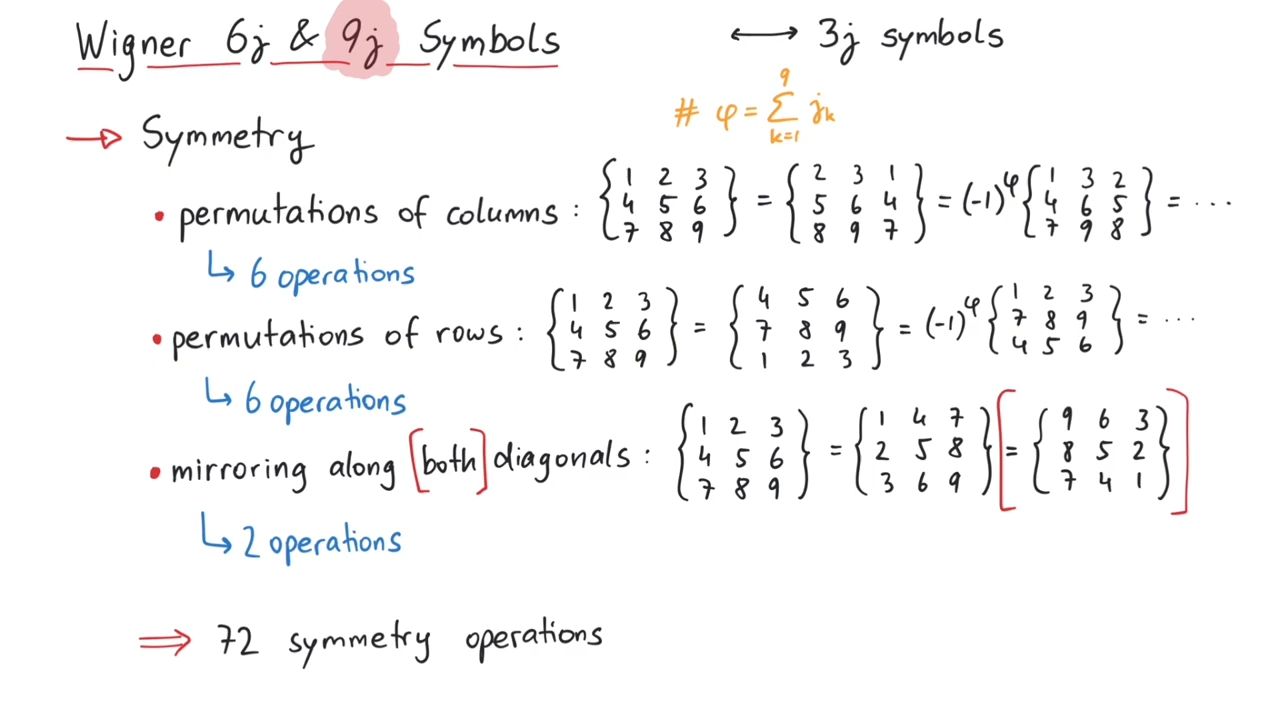 Wigner 6j & 9j Symbols ⟷ 3j symbols
# φ = Σ_{k=1}^{9} j_k
→ Symmetry
• permutations of columns : {1 2 3 / 4 5 6 / 7 8 9} = {2 3 1 / 5 6 4 / 8 9 7} = (-1)^φ {1 3 2 / 4 6 5 / 7 9 8} = ...
↳ 6 operations
• permutations of rows : {1 2 3 / 4 5 6 / 7 8 9} = {4 5 6 / 7 8 9 / 1 2 3} = (-1)^φ {1 2 3 / 7 8 9 / 4 5 6} = ...
↳ 6 operations
• mirroring along [both] diagonals : {1 2 3 / 4 5 6 / 7 8 9} = {1 4 7 / 2 5 8 / 3 6 9} [= {9 6 3 / 8 5 2 / 7 4 1}]
↳ 2 operations
⇒ 72 symmetry operations